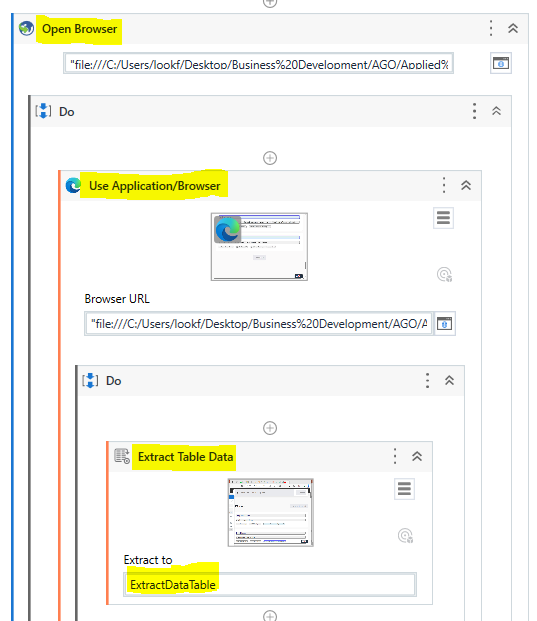 Open Browser
"file:///C:/Users/lookf/Desktop/Business%20Development/AGO/Applied%
Do
Use Application/Browser
Browser URL
"file:///C:/Users/lookf/Desktop/Business%20Development/AGO/A
Do
Extract Table Data
Extract to
ExtractDataTable